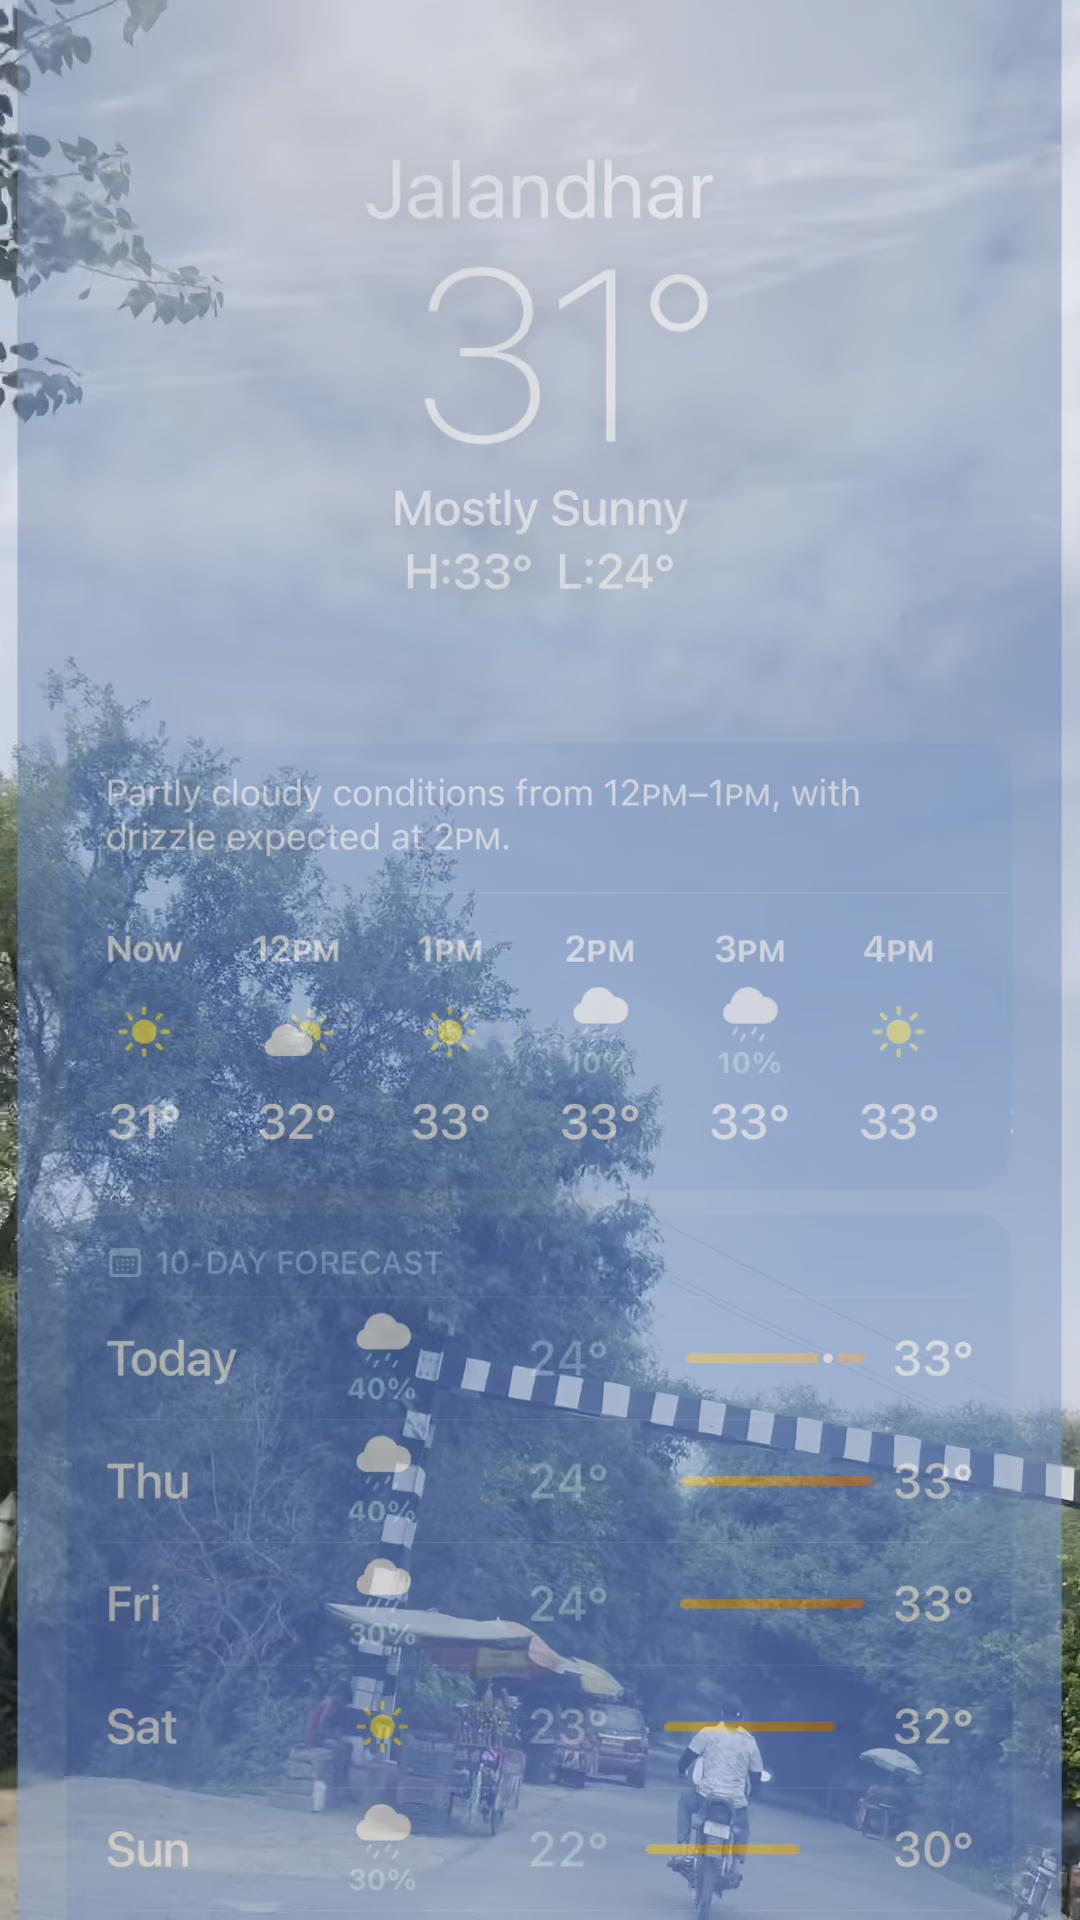 Jalandhar
31°
Mostly Sunny
H:33° L:24°
Partly cloudy conditions from 12PM–1PM, with
drizzle expected at 2PM.
Now 12PM 1PM 2PM 3PM 4PM
10% 10%
31° 32° 33° 33° 33° 33°
10-DAY FORECAST
Today 40% 24° 33°
Thu 40% 24° 33°
Fri 30% 24° 33°
Sat 23° 32°
Sun 30% 22° 30°